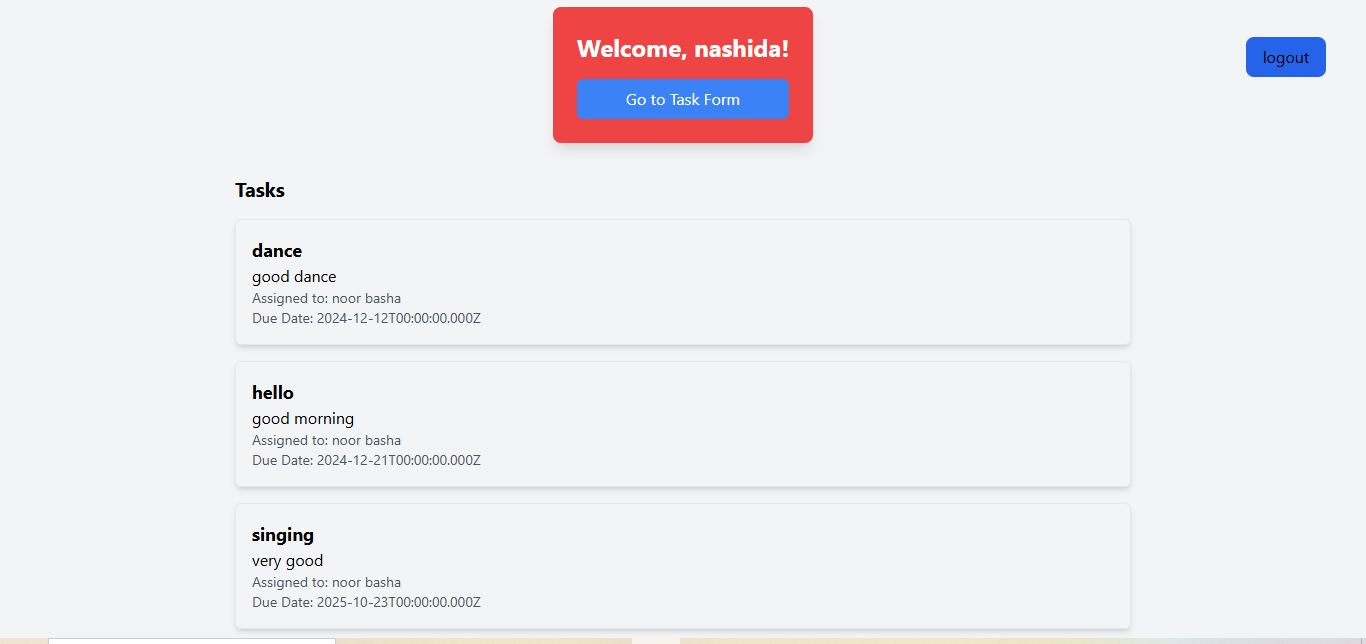 Welcome, nashida!
logout
Go to Task Form
Tasks
dance
good dance
Assigned to: noor basha
Due Date: 2024-12-12T00:00:00.000Z
hello
good morning
Assigned to: noor basha
Due Date: 2024-12-21T00:00:00.000Z
singing
very good
Assigned to: noor basha
Due Date: 2025-10-23T00:00:00.000Z